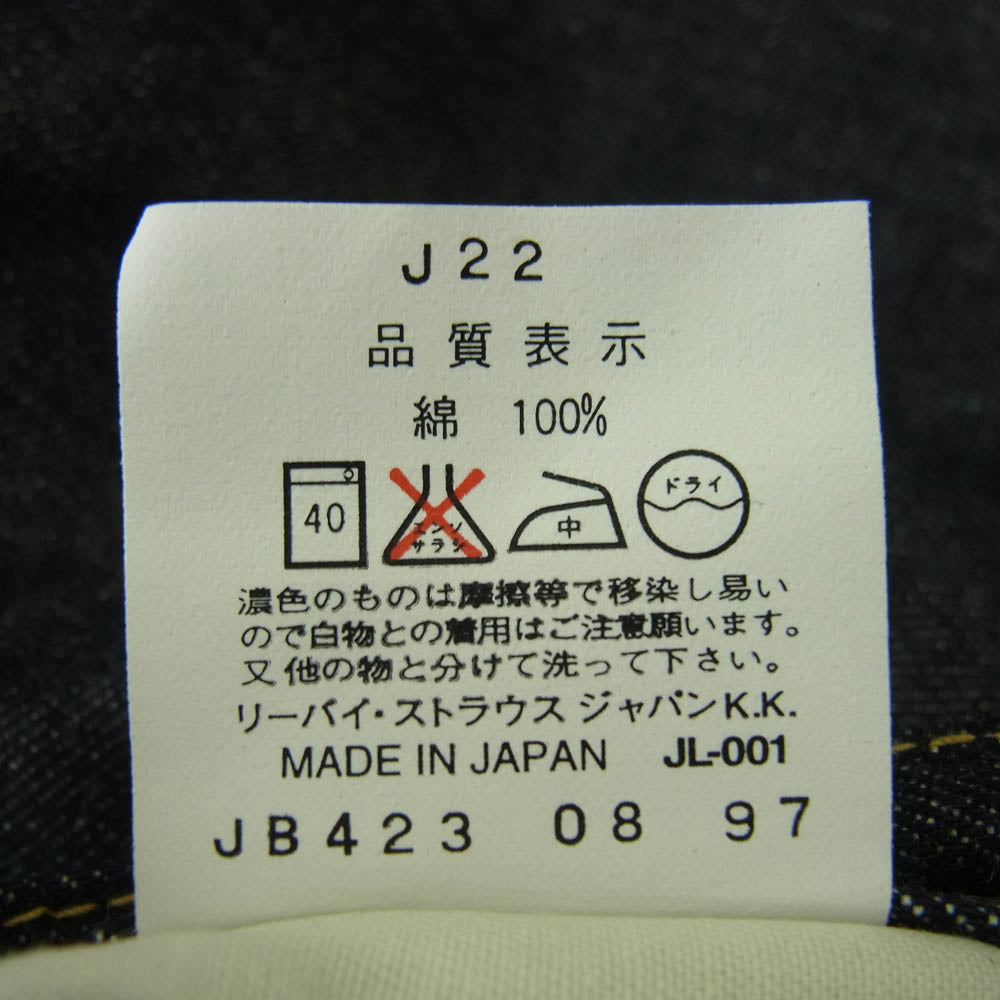 J22
品質表示
綿 100%
40 エンソ サラシ 中 ドライ
濃色のものは摩擦等で移染し易い
ので白物との着用はご注意願います。
又他の物と分けて洗って下さい。
リーバイ・ストラウス ジャパンK.K.
MADE IN JAPAN JL-001
JB423 08 97